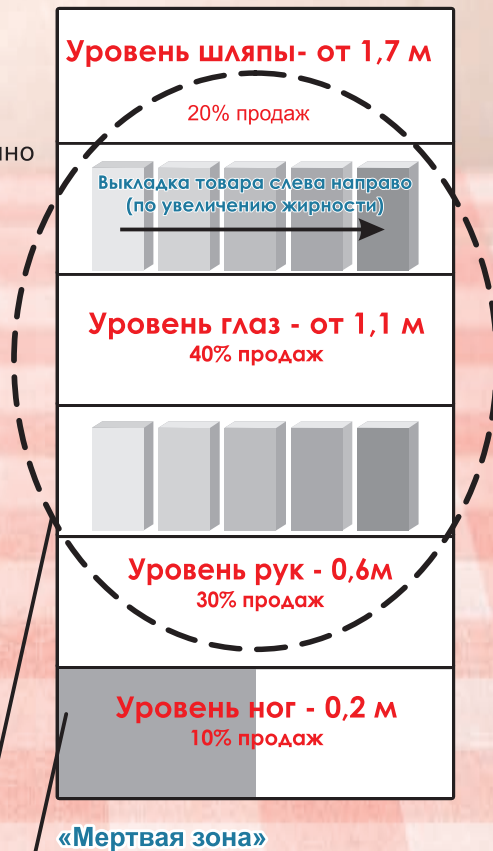 Уровень шляпы- от 1,7 м
20% продаж
Выкладка товара слева направо
(по увеличению жирности)
Уровень глаз - от 1,1 м
40% продаж
Уровень рук - 0,6м
30% продаж
Уровень ног - 0,2 м
10% продаж
«Мертвая зона»